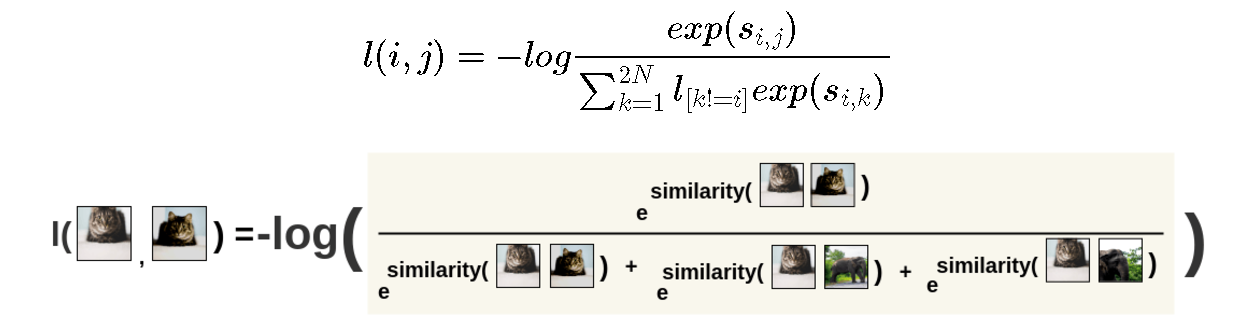 l(i, j) = -log exp(s_{i,j}) / ∑_{k=1}^{2N} l_{[k!=i]} exp(s_{i,k})
l( , ) =-log(
e similarity( )
e similarity( ) + e similarity( ) + e similarity( )
)